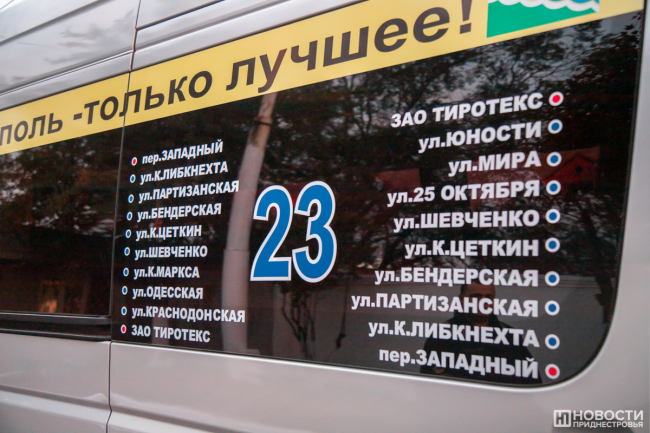 поль -только лучшее!
пер.ЗАПАДНЫЙ
ул.К.ЛИБКНЕХТА
ул.ПАРТИЗАНСКАЯ
ул.БЕНДЕРСКАЯ
ул.К.ЦЕТКИН
ул.ШЕВЧЕНКО
ул.К.МАРКСА
ул.ОДЕССКАЯ
ул.КРАСНОДОНСКАЯ
ЗАО ТИРОТЕКС
23
ЗАО ТИРОТЕКС
ул.ЮНОСТИ
ул.МИРА
ул.25 ОКТЯБРЯ
ул.ШЕВЧЕНКО
ул.К.ЦЕТКИН
ул.БЕНДЕРСКАЯ
ул.ПАРТИЗАНСКАЯ
ул.К.ЛИБКНЕХТА
пер.ЗАПАДНЫЙ
НОВОСТИ
ПРИДНЕСТРОВЬЯ